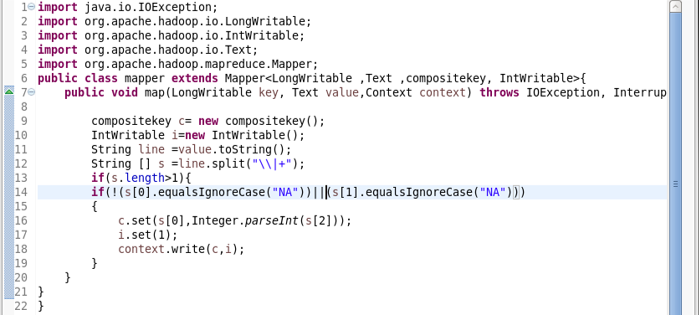 1 import java.io.IOException;
2 import org.apache.hadoop.io.LongWritable;
3 import org.apache.hadoop.io.IntWritable;
4 import org.apache.hadoop.io.Text;
5 import org.apache.hadoop.mapreduce.Mapper;
6 public class mapper extends Mapper<LongWritable ,Text ,compositekey, IntWritable>{
7 public void map(LongWritable key, Text value,Context context) throws IOException, Interrup
8
9 compositekey c= new compositekey();
10 IntWritable i=new IntWritable();
11 String line =value.toString();
12 String [] s =line.split("\\|+");
13 if(s.length>1){
14 if(!(s[0].equalsIgnoreCase("NA"))||(s[1].equalsIgnoreCase("NA")))
15 {
16 c.set(s[0],Integer.parseInt(s[2]));
17 i.set(1);
18 context.write(c,i);
19 }
20 }
21 }
22 }